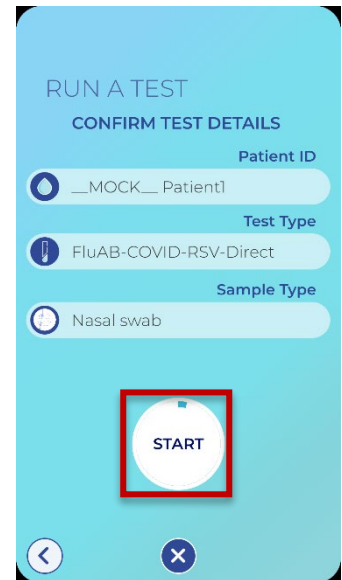 RUN A TEST
CONFIRM TEST DETAILS
Patient ID
__MOCK__ Patient1
Test Type
FluAB-COVID-RSV-Direct
Sample Type
Nasal swab
START